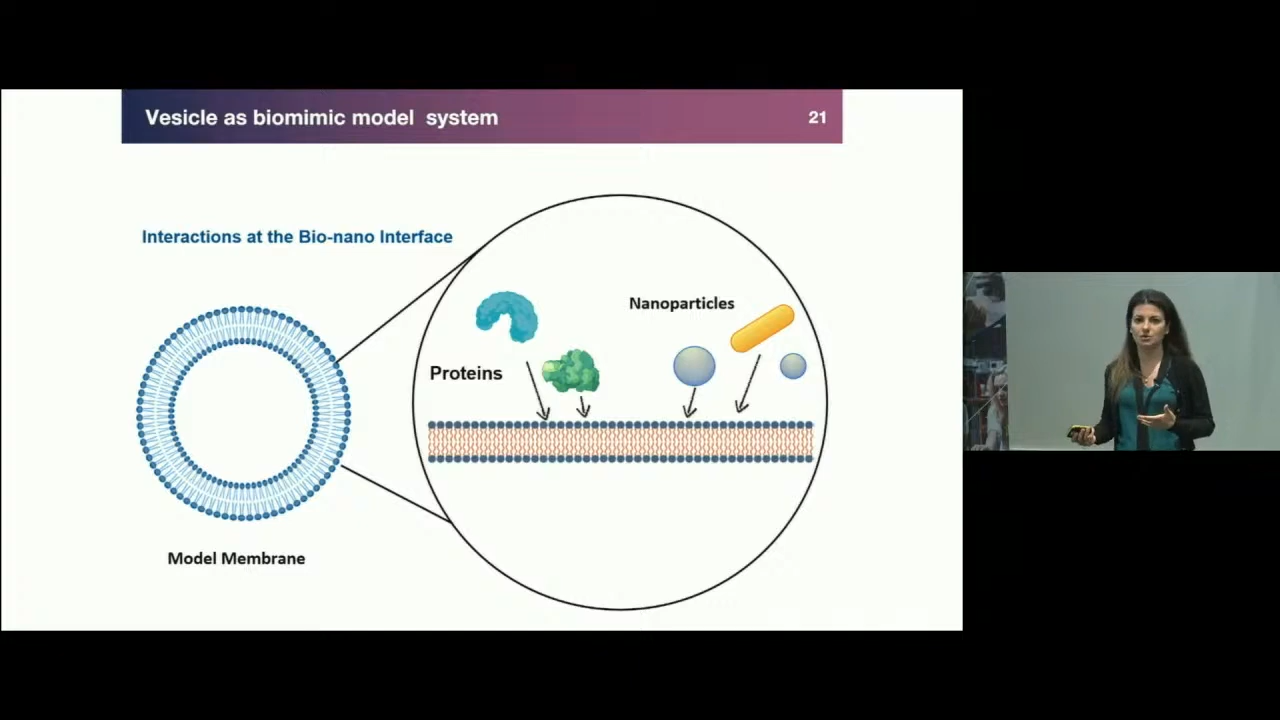 Vesicle as biomimic model system
21
Interactions at the Bio-nano Interface
Nanoparticles
Proteins
Model Membrane